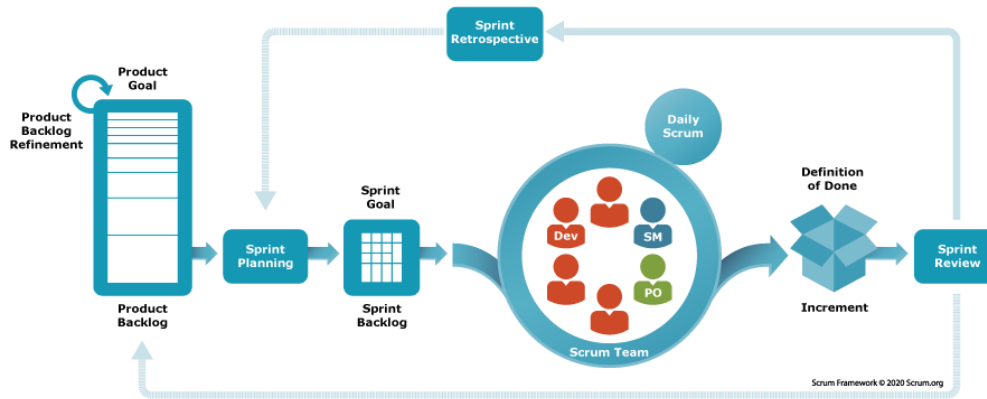 Sprint
Retrospective
Product
Goal
Product
Backlog
Refinement
Daily
Scrum
Definition
of Done
Sprint
Goal
Dev
SM
Sprint
Planning
Sprint
Review
PO
Product
Backlog
Sprint
Backlog
Increment
Scrum Team
Scrum Framework © 2020 Scrum.org